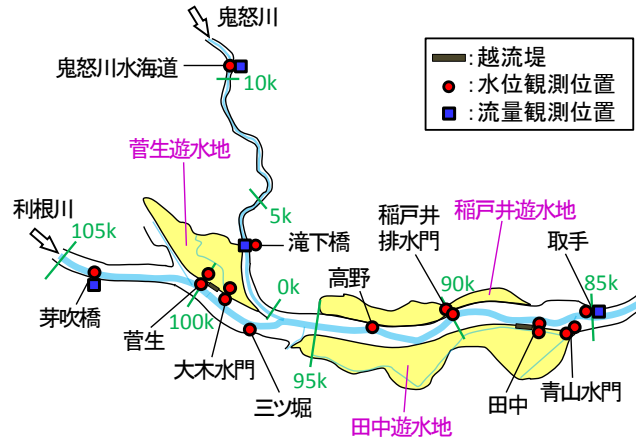 鬼怒川
鬼怒川水海道
10k
:越流堤
:水位観測位置
:流量観測位置
菅生遊水地
利根川
105k
5k
滝下橋
稲戸井
排水門
稲戸井遊水地
取手
高野
90k
85k
0k
芽吹橋
菅生
100k
大木水門
三ツ堀
95k
田中遊水地
田中
青山水門